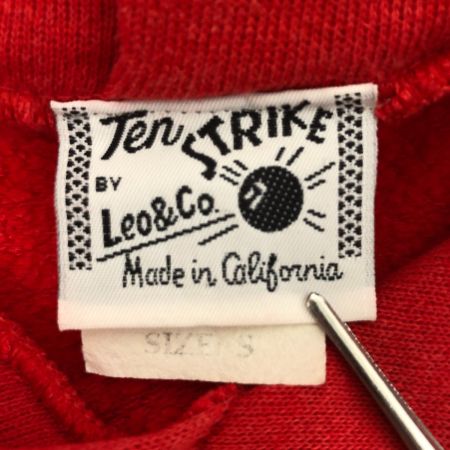 Ten STRIKE
BY
Leo&Co.
Made in California
SIZE S